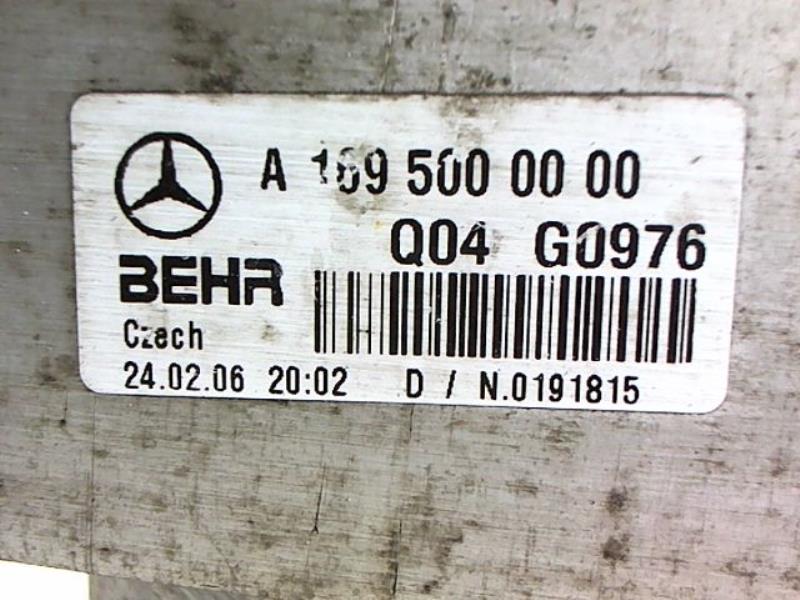 A 169 500 00 00
Q04 G0976
BEHR
Czech
24.02.06 20:02 D / N.0191815